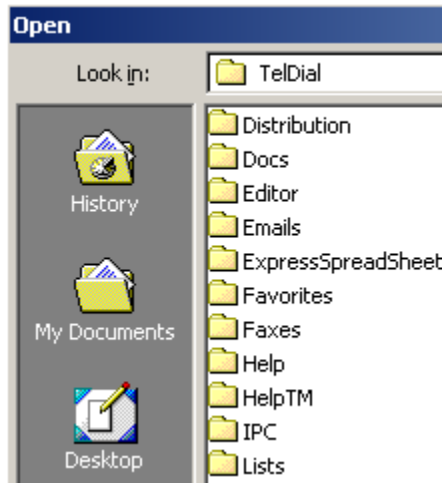 Open
Look in:
TelDial
History
My Documents
Desktop
Distribution
Docs
Editor
Emails
ExpressSpreadSheet
Favorites
Faxes
Help
HelpTM
IPC
Lists